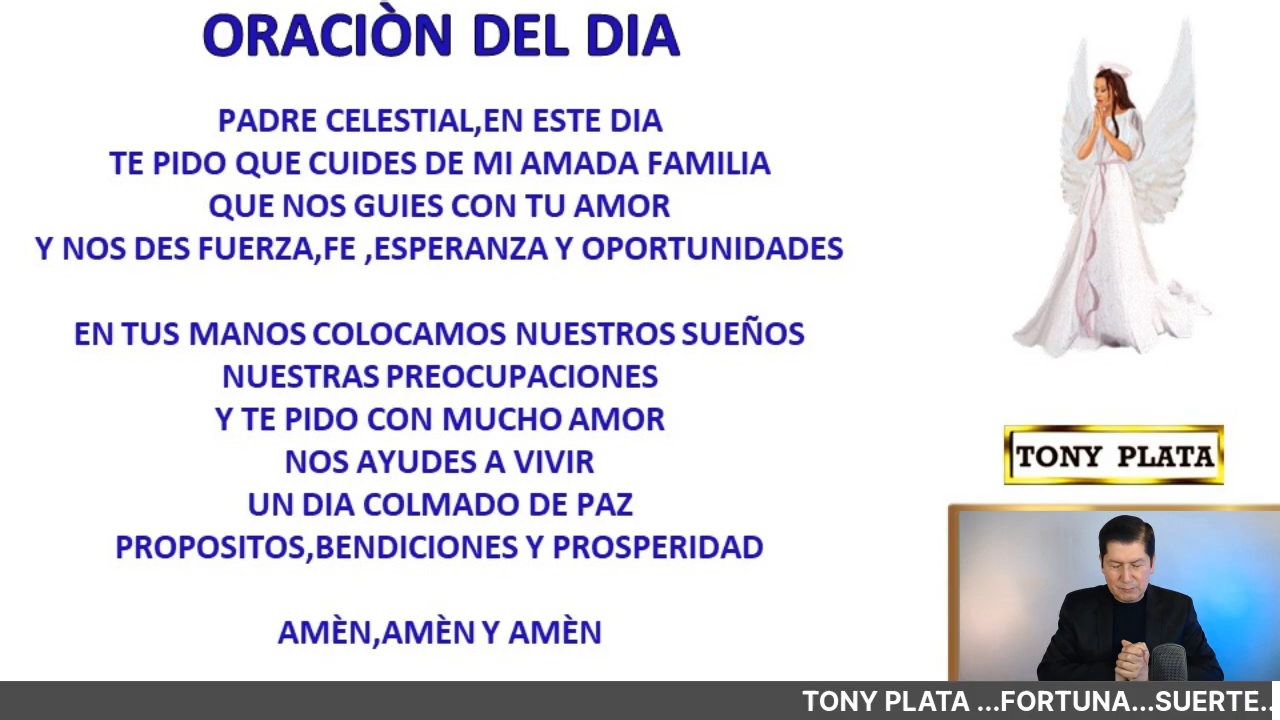 ORACIÒN DEL DIA
PADRE CELESTIAL,EN ESTE DIA
TE PIDO QUE CUIDES DE MI AMADA FAMILIA
QUE NOS GUIES CON TU AMOR
Y NOS DES FUERZA,FE ,ESPERANZA Y OPORTUNIDADES
EN TUS MANOS COLOCAMOS NUESTROS SUEÑOS
NUESTRAS PREOCUPACIONES
Y TE PIDO CON MUCHO AMOR
NOS AYUDES A VIVIR
UN DIA COLMADO DE PAZ
PROPOSITOS,BENDICIONES Y PROSPERIDAD
AMÈN,AMÈN Y AMÈN
TONY PLATA
TONY PLATA ...FORTUNA...SUERTE..